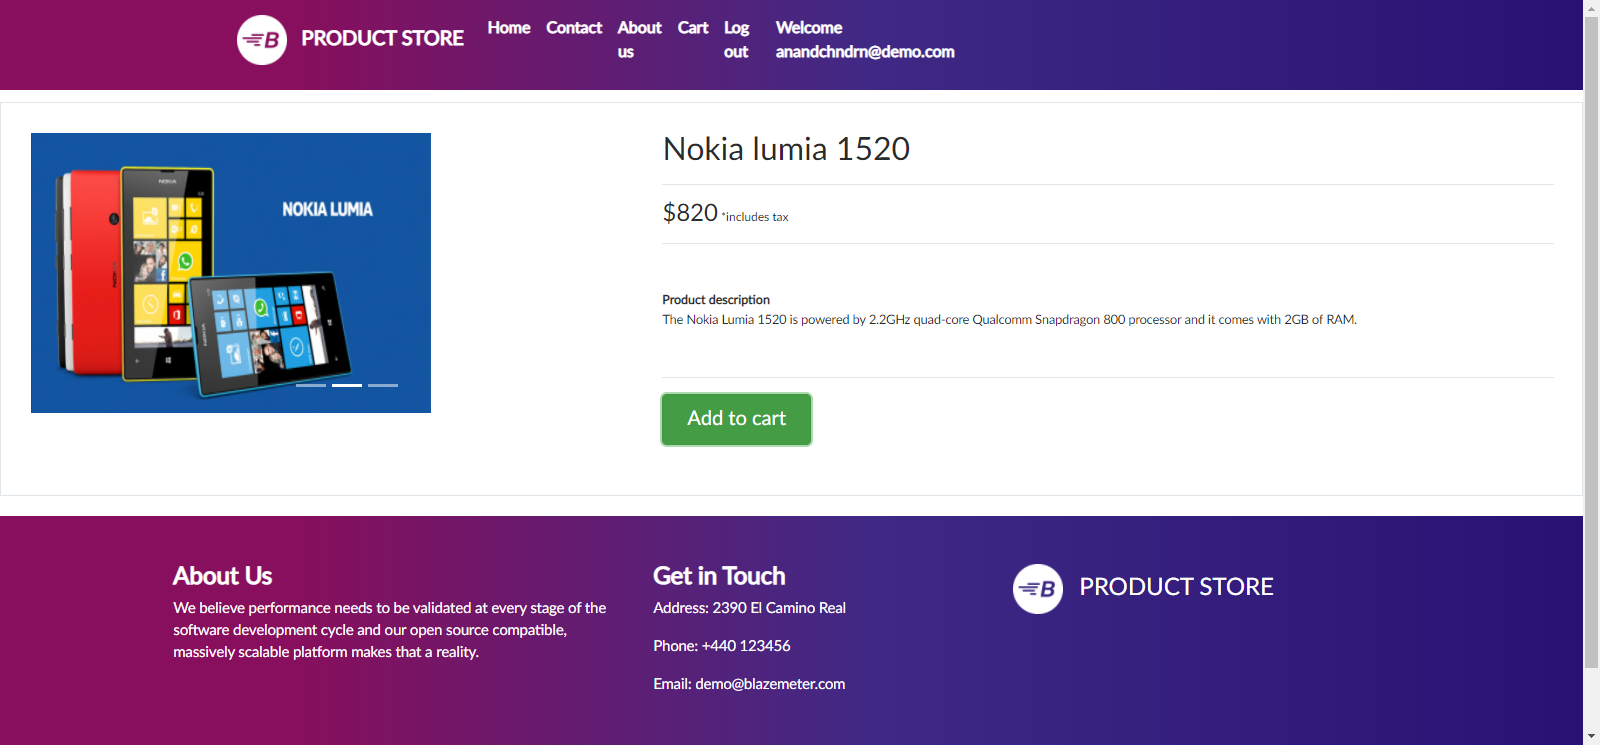 B PRODUCT STORE Home Contact About us Cart Log out Welcome anandchndrn@demo.com
NOKIA
NOKIA LUMIA
NOKIA
NOKIA
Nokia lumia 1520
$820 *includes tax
Product description
The Nokia Lumia 1520 is powered by 2.2GHz quad-core Qualcomm Snapdragon 800 processor and it comes with 2GB of RAM.
Add to cart
About Us
We believe performance needs to be validated at every stage of the
software development cycle and our open source compatible,
massively scalable platform makes that a reality.
Get in Touch
Address: 2390 El Camino Real
Phone: +440 123456
Email: demo@blazemeter.com
B PRODUCT STORE